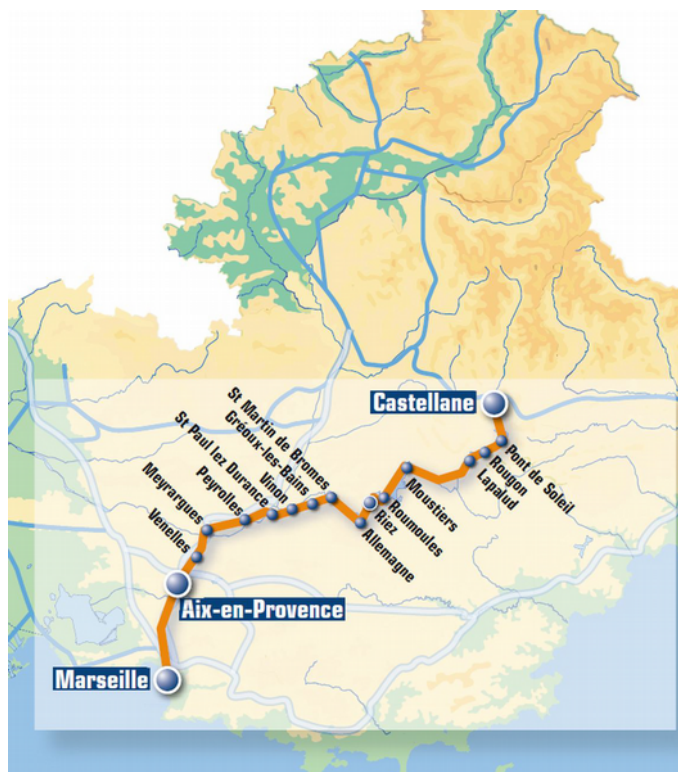 Castellane
Pont de Soleil
Rougon
Lapalud
Moustiers
Roumoules
Riez
Allemagne
St Martin de Bromes
Gréoux-les-Bains
Vinon
St Paul lez Durance
Peyrolles
Meyrargues
Venelles
Aix-en-Provence
Marseille